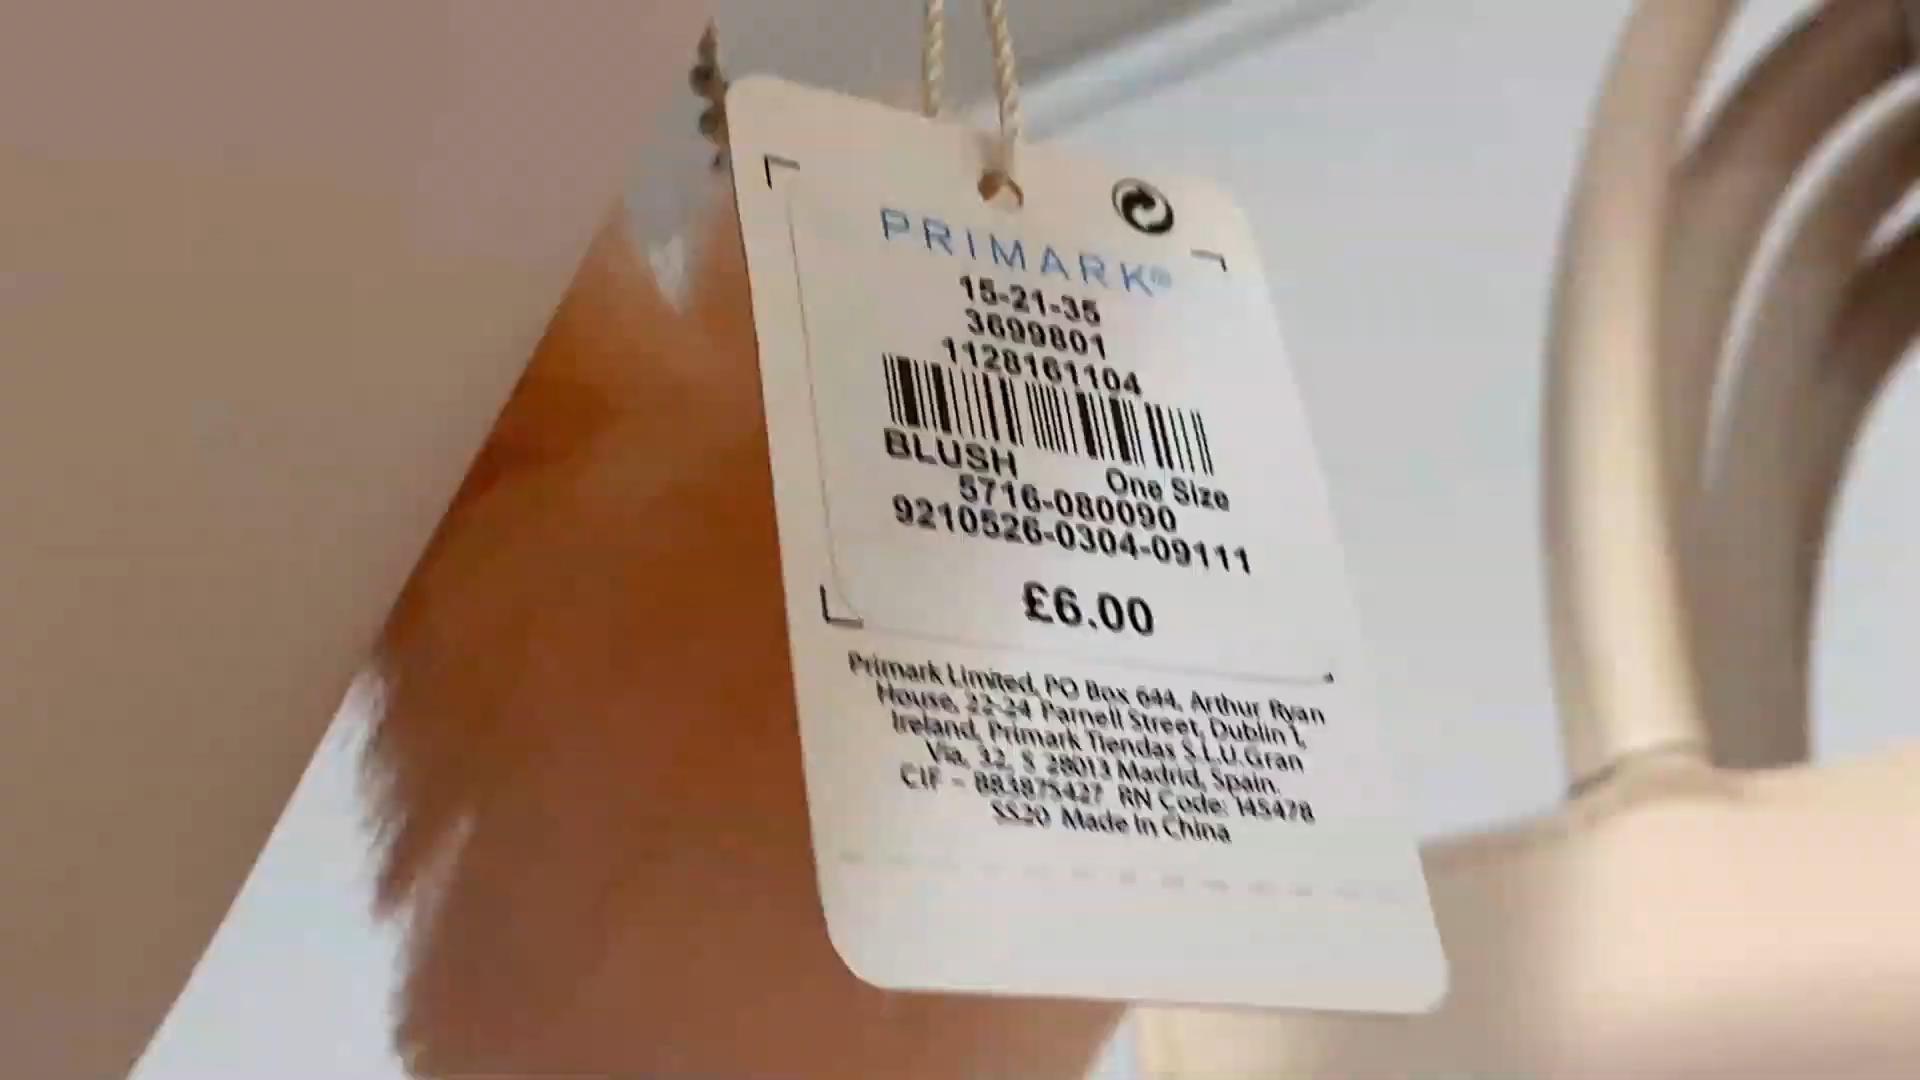 PRIMARK®
15-21-35
3699801
1128161104
BLUSH One Size
5716-080090
9210526-0304-09111
£6.00
Primark Limited, PO Box 644, Arthur Ryan
House, 22-24 Parnell Street, Dublin 1,
Ireland, Primark Tiendas S.L.U.Gran
Via, 32, 5 28013 Madrid, Spain.
CIF - B83875427 RN Code: 145478
SS20 Made In China